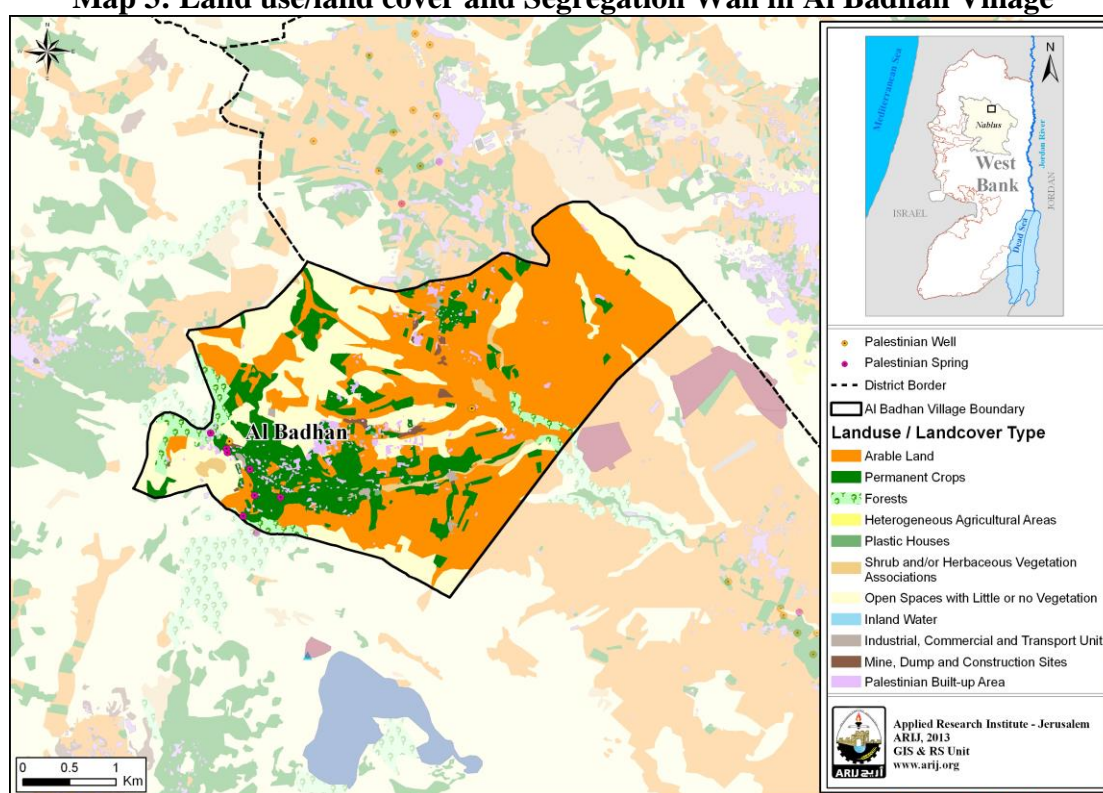 Map 3: Land use/land cover and Segregation Wall in Al Badhan Village
N
Mediterranean Sea
Nablus
Jordan River
West
Bank
JORDAN
ISRAEL
Dead Sea
Palestinian Well
Palestinian Spring
District Border
Al Badhan Village Boundary
Landuse / Landcover Type
Arable Land
Permanent Crops
Forests
Heterogeneous Agricultural Areas
Plastic Houses
Shrub and/or Herbaceous Vegetation
Associations
Open Spaces with Little or no Vegetation
Inland Water
Industrial, Commercial and Transport Unit
Mine, Dump and Construction Sites
Palestinian Built-up Area
Al Badhan
Applied Research Institute - Jerusalem
ARIJ, 2013
GIS & RS Unit
www.arij.org
ARIJ أريج
0 0.5 1
Km